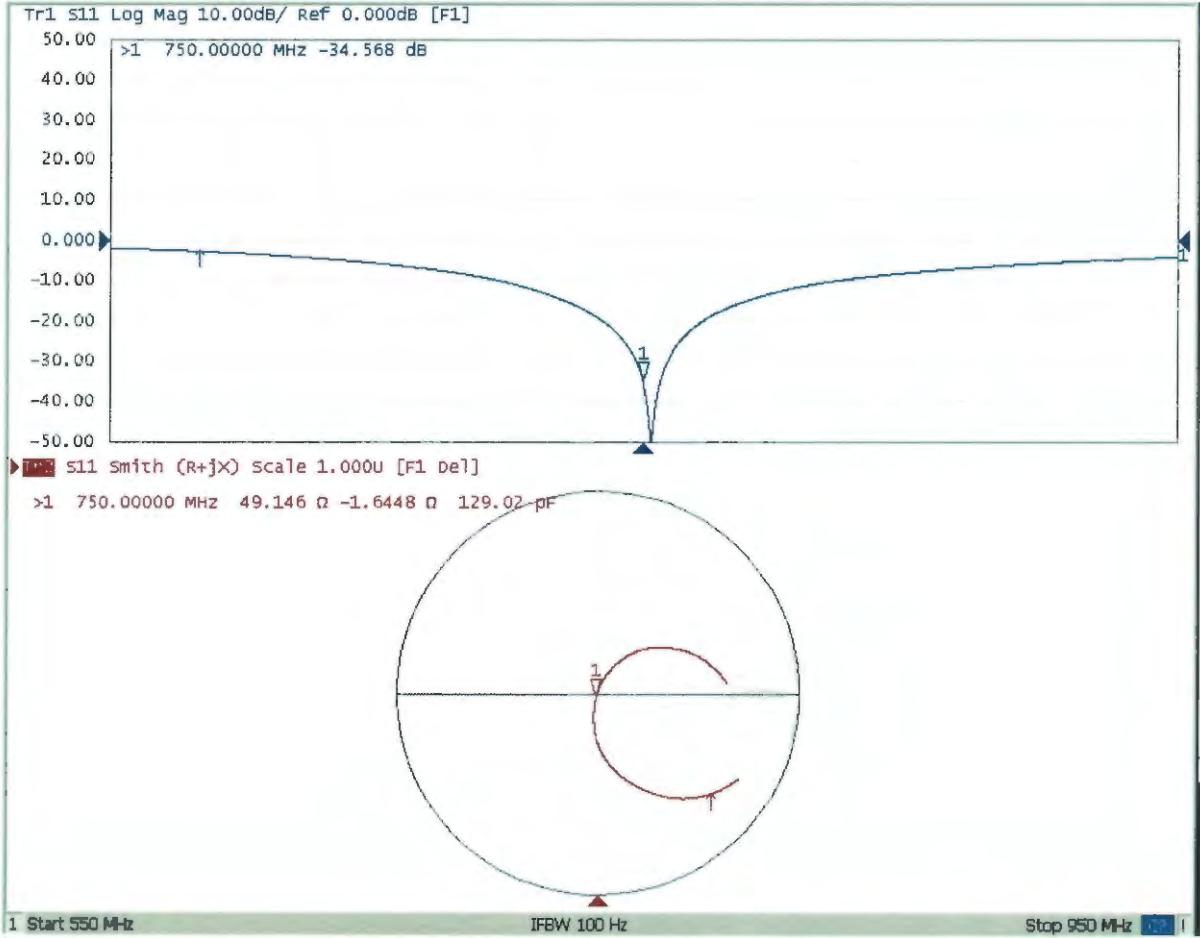 Tr1 S11 Log Mag 10.00dB/ Ref 0.000dB [F1]
50.00
>1 750.00000 MHz -34.568 dB
40.00
30.00
20.00
10.00
0.000
1
-10.00
-20.00
-30.00
1
-40.00
-50.00
S11 Smith (R+jX) Scale 1.000U [F1 Del]
>1 750.00000 MHz 49.146 Ω -1.6448 Ω 129.02 pF
1
1 Start 550 MHz IFBW 100 Hz Stop 950 MHz